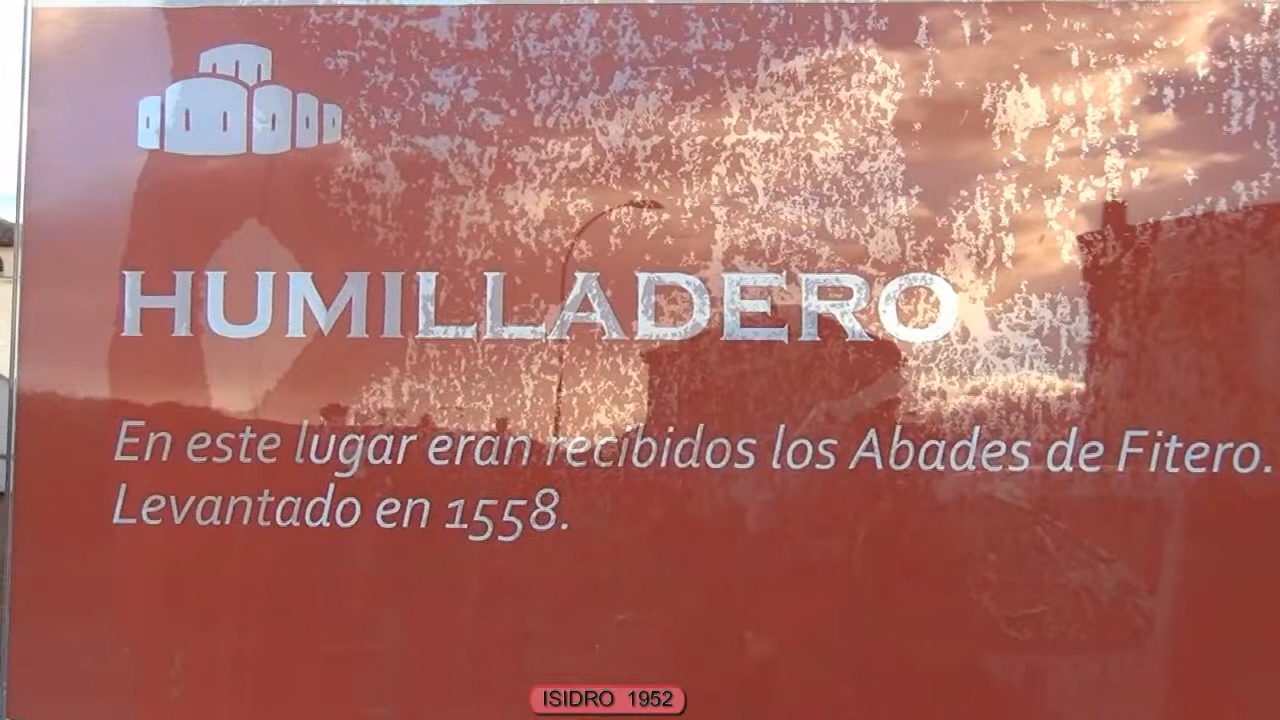 HUMILLADERO
En este lugar eran recibidos los Abades de Fitero.
Levantado en 1558.
ISIDRO 1952